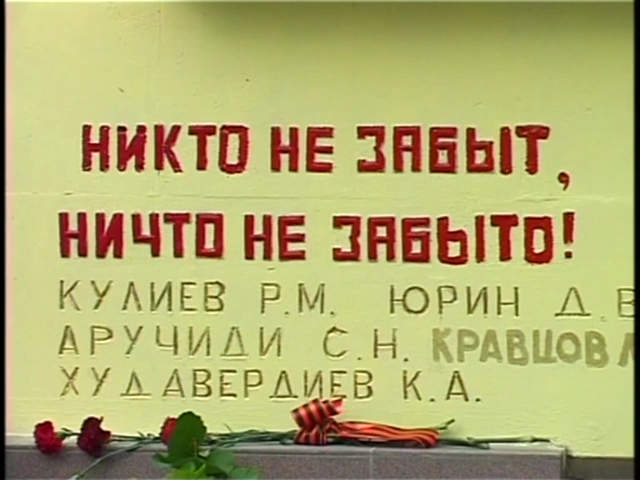 НИКТО НЕ ЗАБЫТ,
НИЧТО НЕ ЗАБЫТО!
КУЛИЕВ Р.М. ЮРИН Д.
АРУЧИДИ С.Н. КРАВЦОВ
ХУДАВЕРДИЕВ К.А.